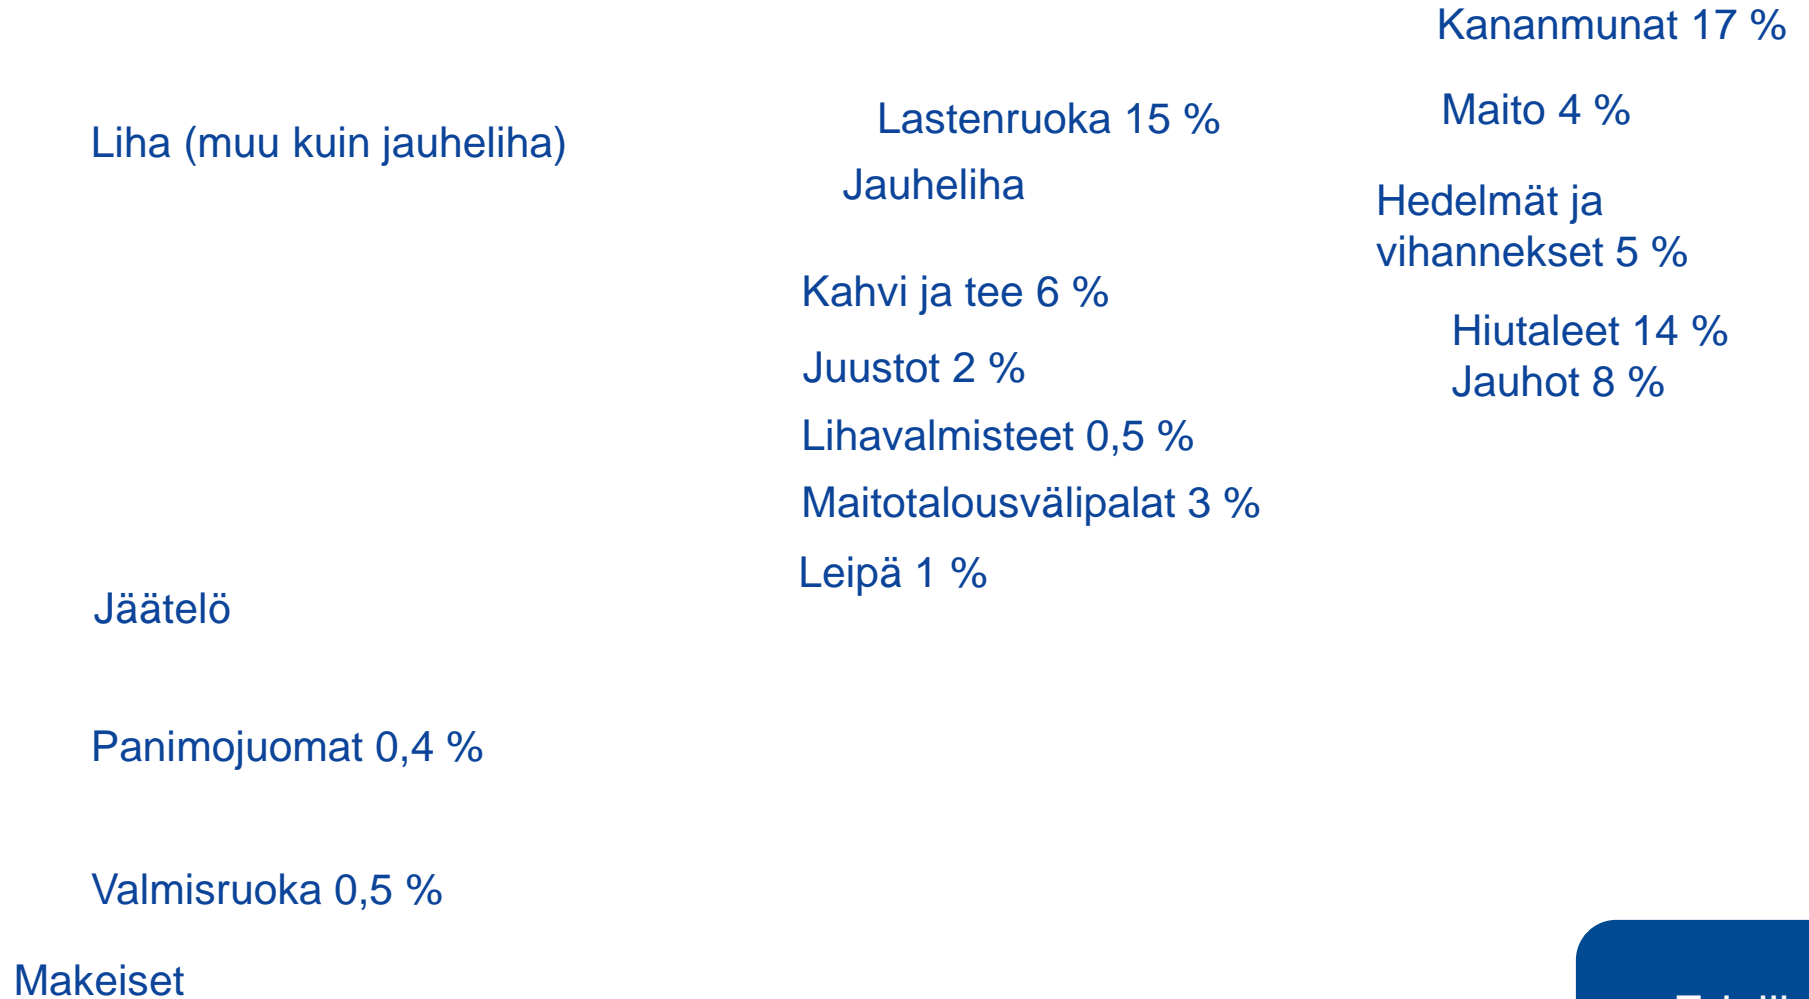 Kananmunat 17 %
Lastenruoka 15 %
Maito 4 %
Liha (muu kuin jauheliha)
Jauheliha
Hedelmät ja
vihannekset 5 %
Kahvi ja tee 6 %
Hiutaleet 14 %
Juustot 2 %
Jauhot 8 %
Lihavalmisteet 0,5 %
Maitotalousvälipalat 3 %
Leipä 1 %
Jäätelö
Panimojuomat 0,4 %
Valmisruoka 0,5 %
Makeiset